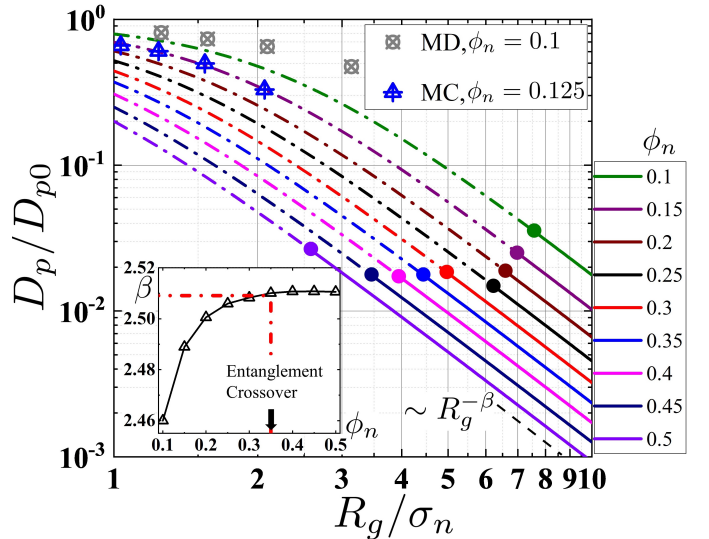 10⁰
10⁻¹
10⁻²
10⁻³
D_p/D_{p0}
MD, ϕ_n = 0.1
MC, ϕ_n = 0.125
ϕ_n
0.1
0.15
0.2
0.25
0.3
0.35
0.4
0.45
0.5
2.52
2.50
2.48
2.46
β
Entanglement
Crossover
0.1 0.2 0.3 0.4 0.5
ϕ_n
∼ R_g^{−β}
1 2 3 4 5 6 7 8 9 10
R_g/σ_n